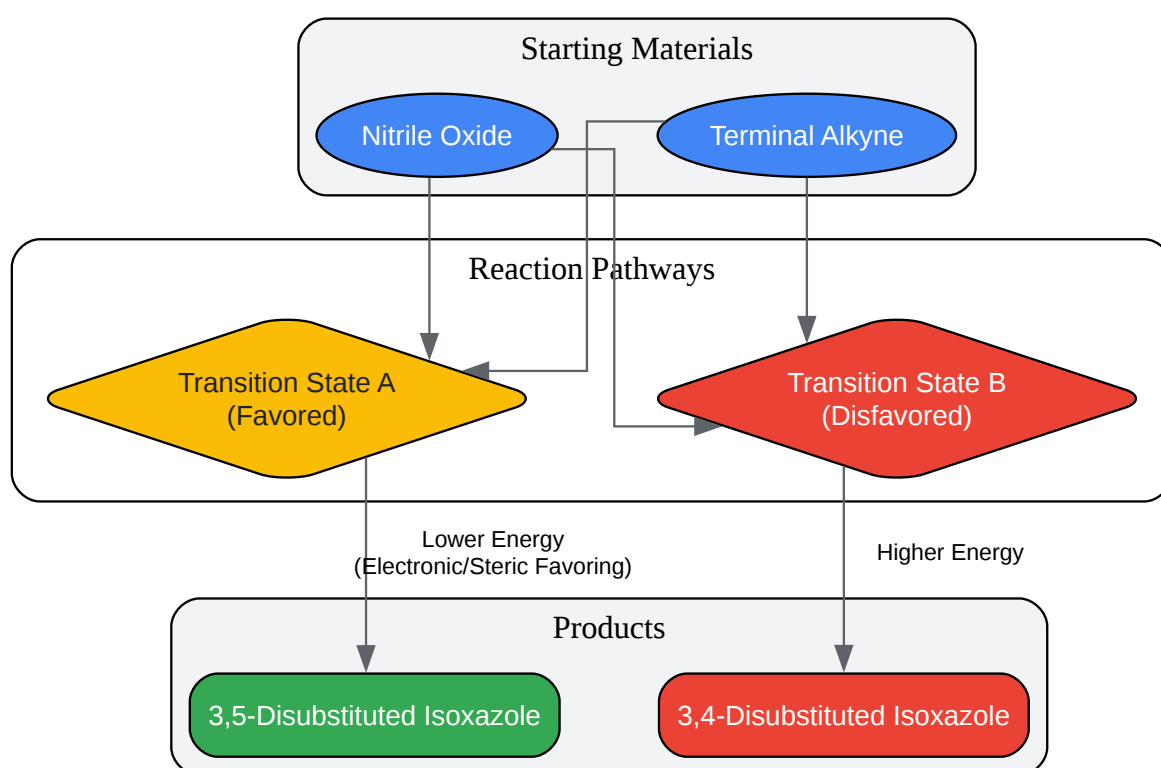 Starting Materials
Nitrile Oxide
Terminal Alkyne
Reaction Pathways
Transition State A
(Favored)
Transition State B
(Disfavored)
Lower Energy
(Electronic/Steric Favoring)
Higher Energy
Products
3,5-Disubstituted Isoxazole
3,4-Disubstituted Isoxazole